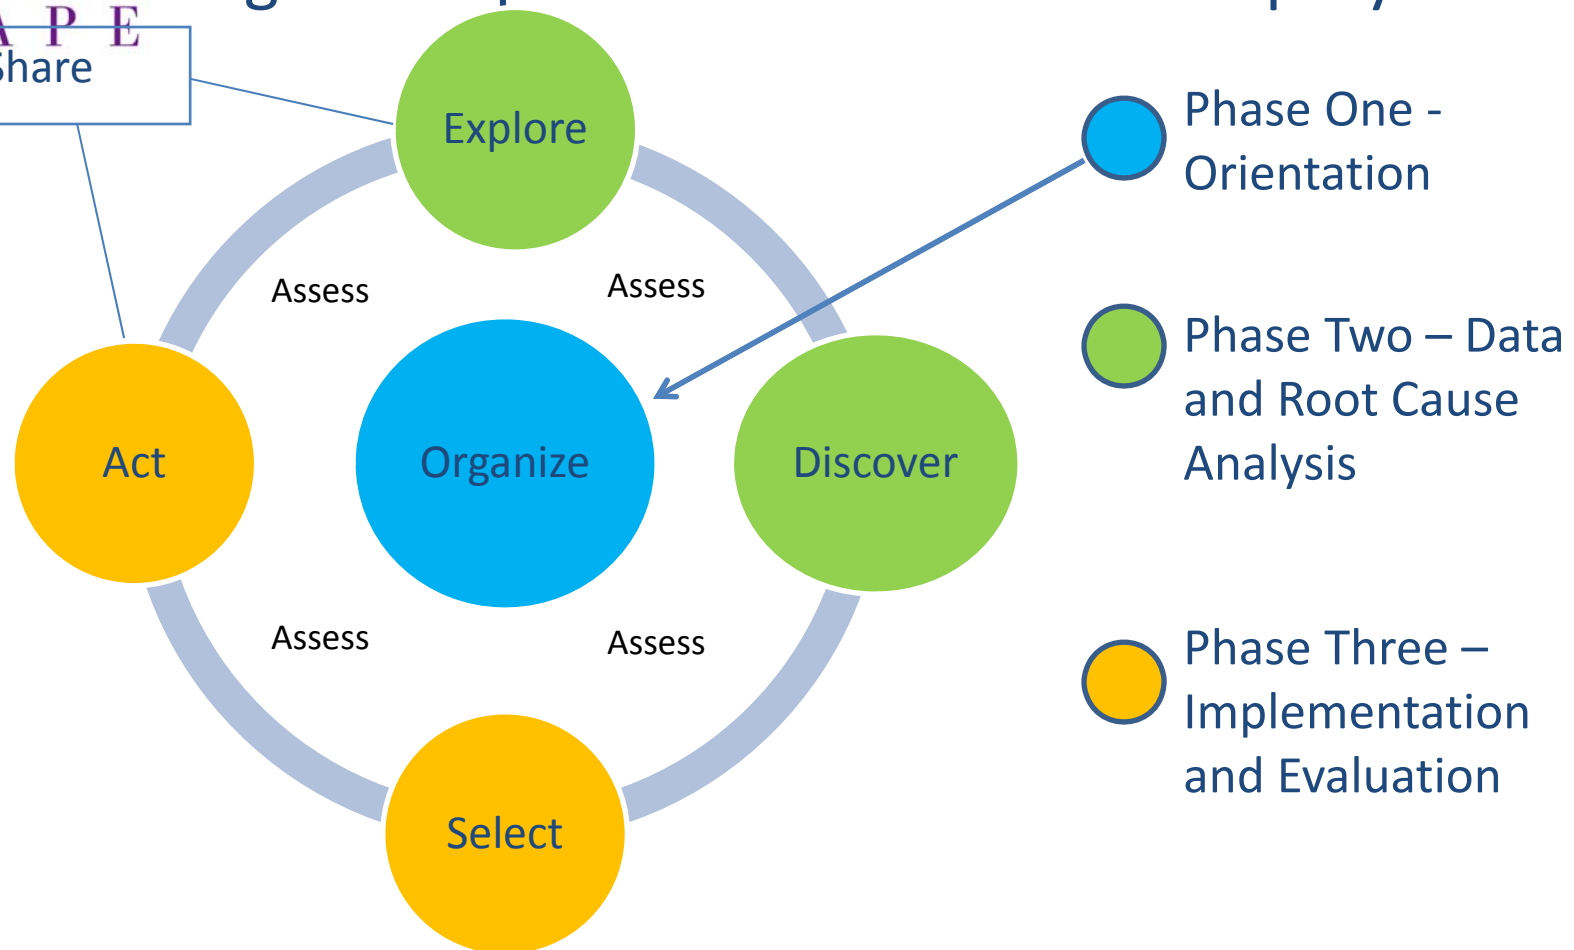 A P E
Share
Explore
Assess
Assess
Act
Organize
Discover
Assess
Assess
Select
Phase One -
Orientation
Phase Two – Data
and Root Cause
Analysis
Phase Three –
Implementation
and Evaluation